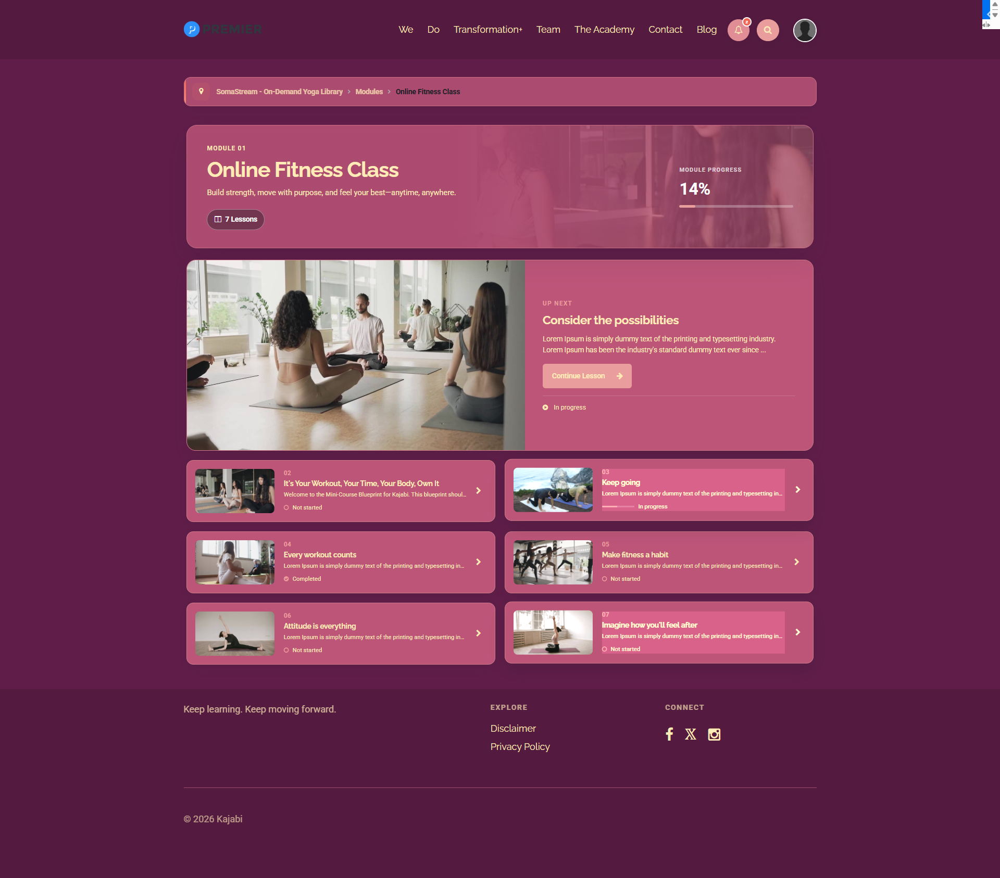 PREMIER
We Do Transformation+ Team The Academy Contact Blog 2
SomaStream - On-Demand Yoga Library > Modules > Online Fitness Class
MODULE 01
Online Fitness Class
Build strength, move with purpose, and feel your best—anytime, anywhere.
7 Lessons
MODULE PROGRESS
14%
UP NEXT
Consider the possibilities
Lorem Ipsum is simply dummy text of the printing and typesetting industry.
Lorem Ipsum has been the industry's standard dummy text ever since ...
Continue Lesson
In progress
02
It's Your Workout, Your Time, Your Body, Own It
Welcome to the Mini-Course Blueprint for Kajabi. This blueprint shoul...
Not started
03
Keep going
Lorem Ipsum is simply dummy text of the printing and typesetting in...
In progress
04
Every workout counts
Lorem Ipsum is simply dummy text of the printing and typesetting in...
Completed
05
Make fitness a habit
Lorem Ipsum is simply dummy text of the printing and typesetting in...
Not started
06
Attitude is everything
Lorem Ipsum is simply dummy text of the printing and typesetting in...
Not started
07
Imagine how you'll feel after
Lorem Ipsum is simply dummy text of the printing and typesetting in...
Not started
Keep learning. Keep moving forward.
EXPLORE
Disclaimer
Privacy Policy
CONNECT
© 2026 Kajabi